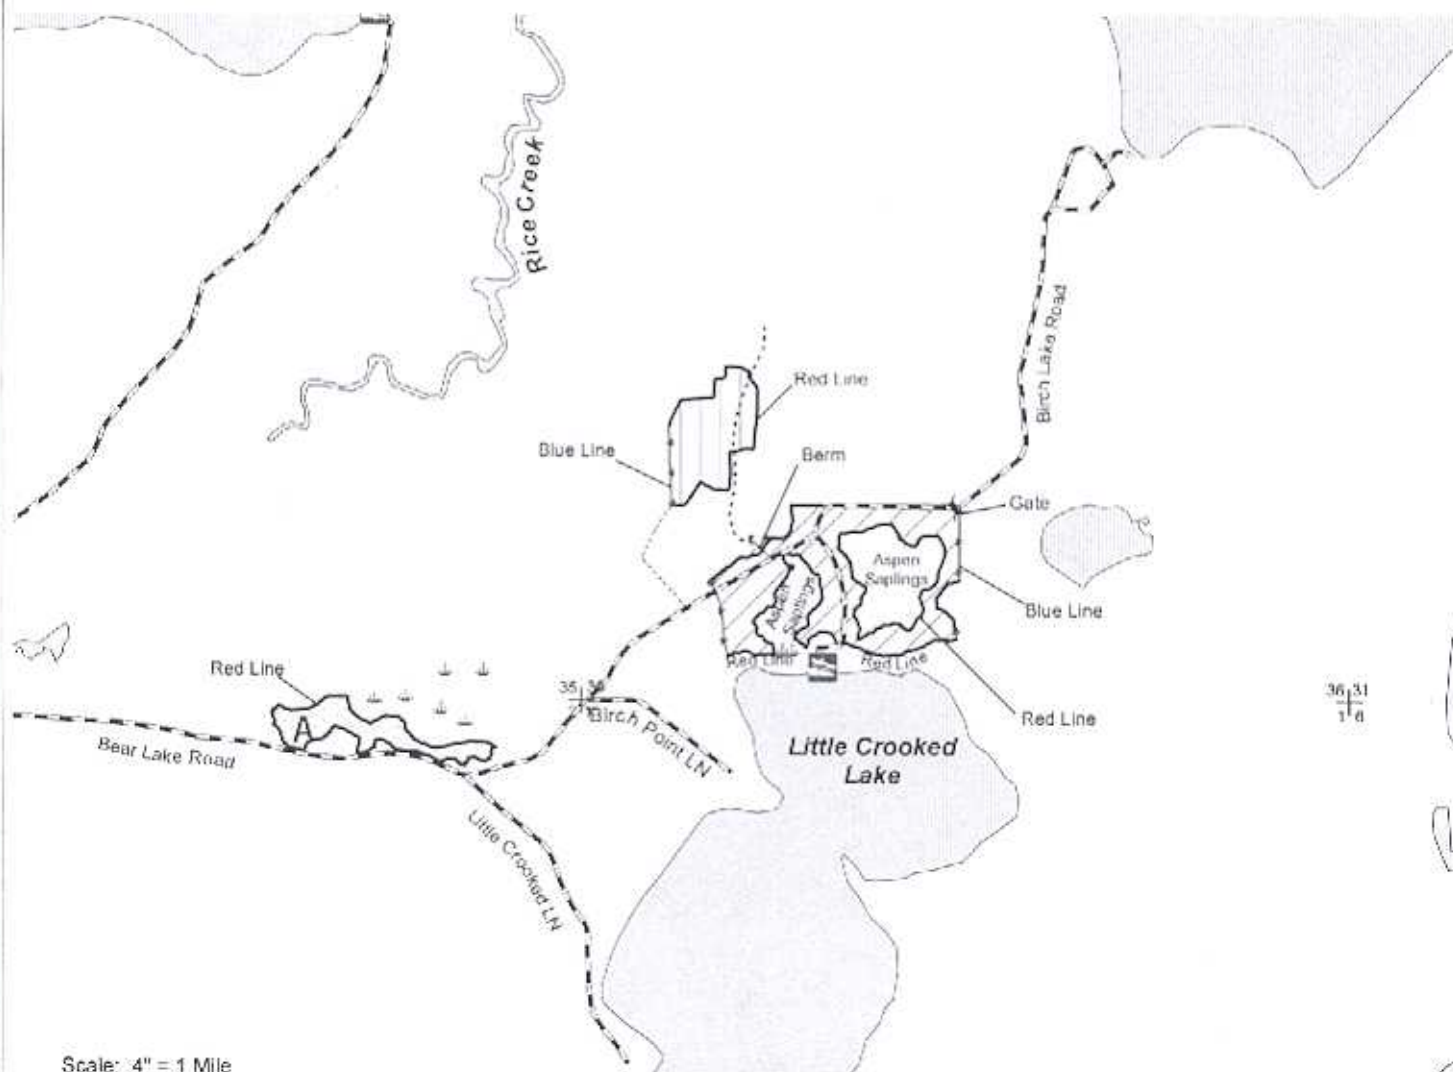 Rice Creek
Birch Lake Road
Red Line
Blue Line
Berm
Gate
Aspen
Saplings
Aspen
Saplings
Blue Line
Red Line
Red Line
Red Line
Red Line
35 36
36 31
1 6
A
Birch Point LN
Bear Lake Road
Little Crooked
Lake
Little Crooked LN
Scale: 4" = 1 Mile